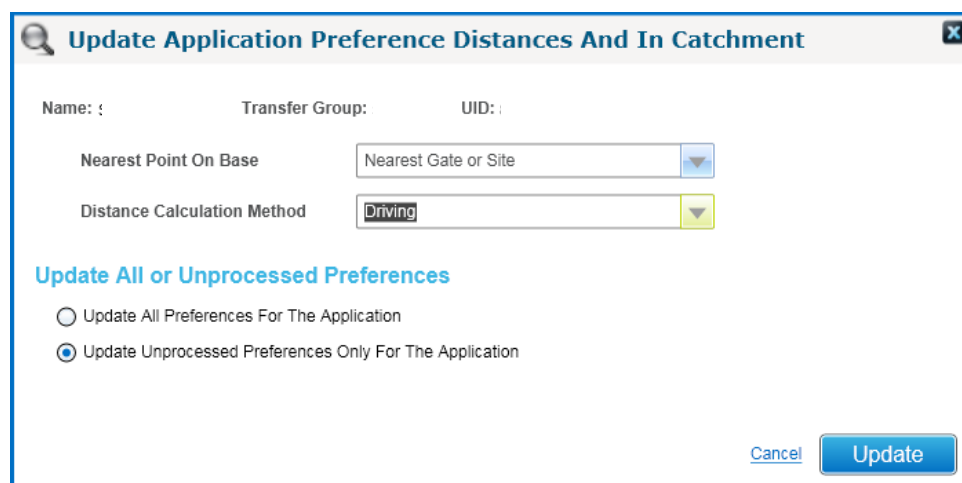 Update Application Preference Distances And In Catchment
Name: Transfer Group: UID:
Nearest Point On Base Nearest Gate or Site
Distance Calculation Method Driving
Update All or Unprocessed Preferences
Update All Preferences For The Application
Update Unprocessed Preferences Only For The Application
Cancel Update